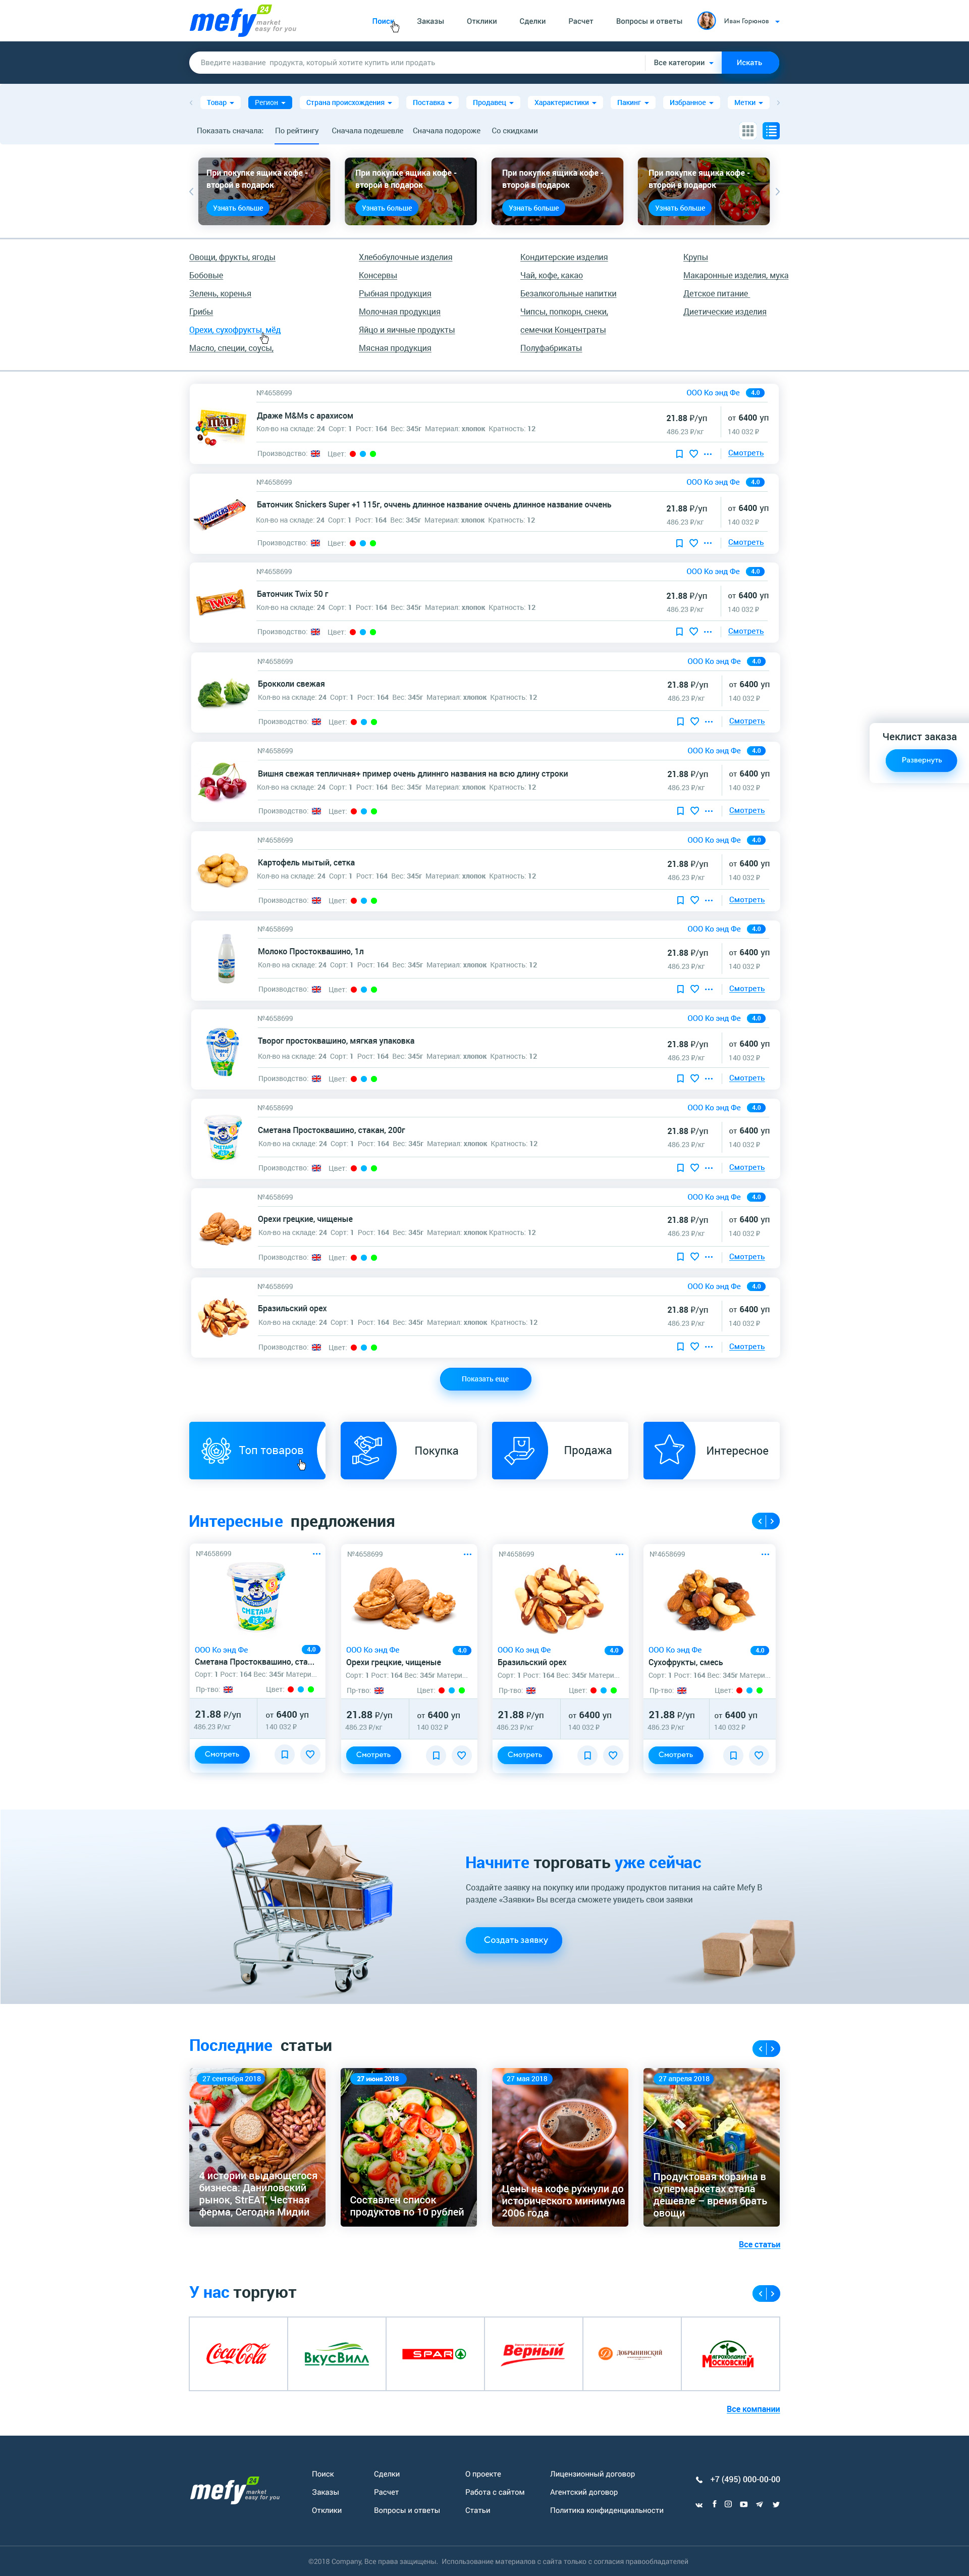 mefy 24 market easy for you
Поиск Заказы Отклики Сделки Расчет Вопросы и ответы Иван Горюнов
Введите название продукта, который хотите купить или продать Все категории Искать
Товар Регион Страна происхождения Поставка Продавец Характеристики Пакинг Избранное Метки
Показать сначала: По рейтингу Сначала подешевле Сначала подороже Со скидками
При покупке ящика кофе -
второй в подарок
Узнать больше
При покупке ящика кофе -
второй в подарок
Узнать больше
При покупке ящика кофе -
второй в подарок
Узнать больше
При покупке ящика кофе -
второй в подарок
Узнать больше
Овощи, фрукты, ягоды
Бобовые
Зелень, коренья
Грибы
Орехи, сухофрукты, мёд
Масло, специи, соусы,
Хлебобулочные изделия
Консервы
Рыбная продукция
Молочная продукция
Яйцо и яичные продукты
Мясная продукция
Кондитерские изделия
Чай, кофе, какао
Безалкогольные напитки
Чипсы, попкорн, снеки,
семечки Концентраты
Полуфабрикаты
Крупы
Макаронные изделия, мука
Детское питание
Диетические изделия
№4658699 ООО Ко энд Фе 4.0
Драже M&Ms с арахисом 21.88 ₽/уп от 6400 уп
Кол-во на складе: 24 Сорт: 1 Рост: 164 Вес: 345г Материал: хлопок Кратность: 12 486.23 ₽/кг 140 032 ₽
Производство: Цвет: Смотреть
№4658699 ООО Ко энд Фе 4.0
Батончик Snickers Super +1 115г, оччень длинное название оччень длинное название оччень 21.88 ₽/уп от 6400 уп
Кол-во на складе: 24 Сорт: 1 Рост: 164 Вес: 345г Материал: хлопок Кратность: 12 486.23 ₽/кг 140 032 ₽
Производство: Цвет: Смотреть
№4658699 ООО Ко энд Фе 4.0
Батончик Twix 50 г 21.88 ₽/уп от 6400 уп
Кол-во на складе: 24 Сорт: 1 Рост: 164 Вес: 345г Материал: хлопок Кратность: 12 486.23 ₽/кг 140 032 ₽
Производство: Цвет: Смотреть
№4658699 ООО Ко энд Фе 4.0
Брокколи свежая 21.88 ₽/уп от 6400 уп
Кол-во на складе: 24 Сорт: 1 Рост: 164 Вес: 345г Материал: хлопок Кратность: 12 486.23 ₽/кг 140 032 ₽
Производство: Цвет: Смотреть
Чеклист заказа
Развернуть
№4658699 ООО Ко энд Фе 4.0
Вишня свежая тепличная+ пример очень длиннго названия на всю длину строки 21.88 ₽/уп от 6400 уп
Кол-во на складе: 24 Сорт: 1 Рост: 164 Вес: 345г Материал: хлопок Кратность: 12 486.23 ₽/кг 140 032 ₽
Производство: Цвет: Смотреть
№4658699 ООО Ко энд Фе 4.0
Картофель мытый, сетка 21.88 ₽/уп от 6400 уп
Кол-во на складе: 24 Сорт: 1 Рост: 164 Вес: 345г Материал: хлопок Кратность: 12 486.23 ₽/кг 140 032 ₽
Производство: Цвет: Смотреть
№4658699 ООО Ко энд Фе 4.0
Молоко Простоквашино, 1л 21.88 ₽/уп от 6400 уп
Кол-во на складе: 24 Сорт: 1 Рост: 164 Вес: 345г Материал: хлопок Кратность: 12 486.23 ₽/кг 140 032 ₽
Производство: Цвет: Смотреть
№4658699 ООО Ко энд Фе 4.0
Творог простоквашино, мягкая упаковка 21.88 ₽/уп от 6400 уп
Кол-во на складе: 24 Сорт: 1 Рост: 164 Вес: 345г Материал: хлопок Кратность: 12 486.23 ₽/кг 140 032 ₽
Производство: Цвет: Смотреть
№4658699 ООО Ко энд Фе 4.0
Сметана Простоквашино, стакан, 200г 21.88 ₽/уп от 6400 уп
Кол-во на складе: 24 Сорт: 1 Рост: 164 Вес: 345г Материал: хлопок Кратность: 12 486.23 ₽/кг 140 032 ₽
Производство: Цвет: Смотреть
№4658699 ООО Ко энд Фе 4.0
Орехи грецкие, чищеные 21.88 ₽/уп от 6400 уп
Кол-во на складе: 24 Сорт: 1 Рост: 164 Вес: 345г Материал: хлопок Кратность: 12 486.23 ₽/кг 140 032 ₽
Производство: Цвет: Смотреть
№4658699 ООО Ко энд Фе 4.0
Бразильский орех 21.88 ₽/уп от 6400 уп
Кол-во на складе: 24 Сорт: 1 Рост: 164 Вес: 345г Материал: хлопок Кратность: 12 486.23 ₽/кг 140 032 ₽
Производство: Цвет: Смотреть
Показать еще
Топ товаров Покупка Продажа Интересное
Интересные предложения
№4658699
СМЕТАНА
ООО Ко энд Фе 4.0
Сметана Простоквашино, ста...
Сорт: 1 Рост: 164 Вес: 345г Матери...
Пр-тво: Цвет:
21.88 ₽/уп от 6400 уп
486.23 ₽/кг 140 032 ₽
Смотреть
№4658699
ООО Ко энд Фе 4.0
Орехи грецкие, чищеные
Сорт: 1 Рост: 164 Вес: 345г Матери...
Пр-тво: Цвет:
21.88 ₽/уп от 6400 уп
486.23 ₽/кг 140 032 ₽
Смотреть
№4658699
ООО Ко энд Фе 4.0
Бразильский орех
Сорт: 1 Рост: 164 Вес: 345г Матери...
Пр-тво: Цвет:
21.88 ₽/уп от 6400 уп
486.23 ₽/кг 140 032 ₽
Смотреть
№4658699
ООО Ко энд Фе 4.0
Сухофрукты, смесь
Сорт: 1 Рост: 164 Вес: 345г Матери...
Пр-тво: Цвет:
21.88 ₽/уп от 6400 уп
486.23 ₽/кг 140 032 ₽
Смотреть
Начните торговать уже сейчас
Создайте заявку на покупку или продажу продуктов питания на сайте Mefy В
разделе «Заявки» Вы всегда сможете увидеть свои заявки
Создать заявку
Последние статьи
27 сентября 2018
4 истории выдающегося
бизнеса: Даниловский
рынок, StrEAT, Честная
ферма, Сегодня Мидии
27 июня 2018
Составлен список
продуктов по 10 рублей
27 мая 2018
Цены на кофе рухнули до
исторического минимума
2006 года
27 апреля 2018
Продуктовая корзина в
супермаркетах стала
дешевле – время брать
овощи
Все статьи
У нас торгуют
Coca-Cola ВкусВилл SPAR Верный Добрынинский АГРОХОЛДИНГ МОСКОВСКИЙ
Все компании
mefy 24 market easy for you
Поиск
Заказы
Отклики
Сделки
Расчет
Вопросы и ответы
О проекте
Работа с сайтом
Статьи
Лицензионный договор
Агентский договор
Политика конфиденциальности
+7 (495) 000-00-00
©2018 Company, Все права защищены. Использование материалов с сайта только с согласия правообладателей